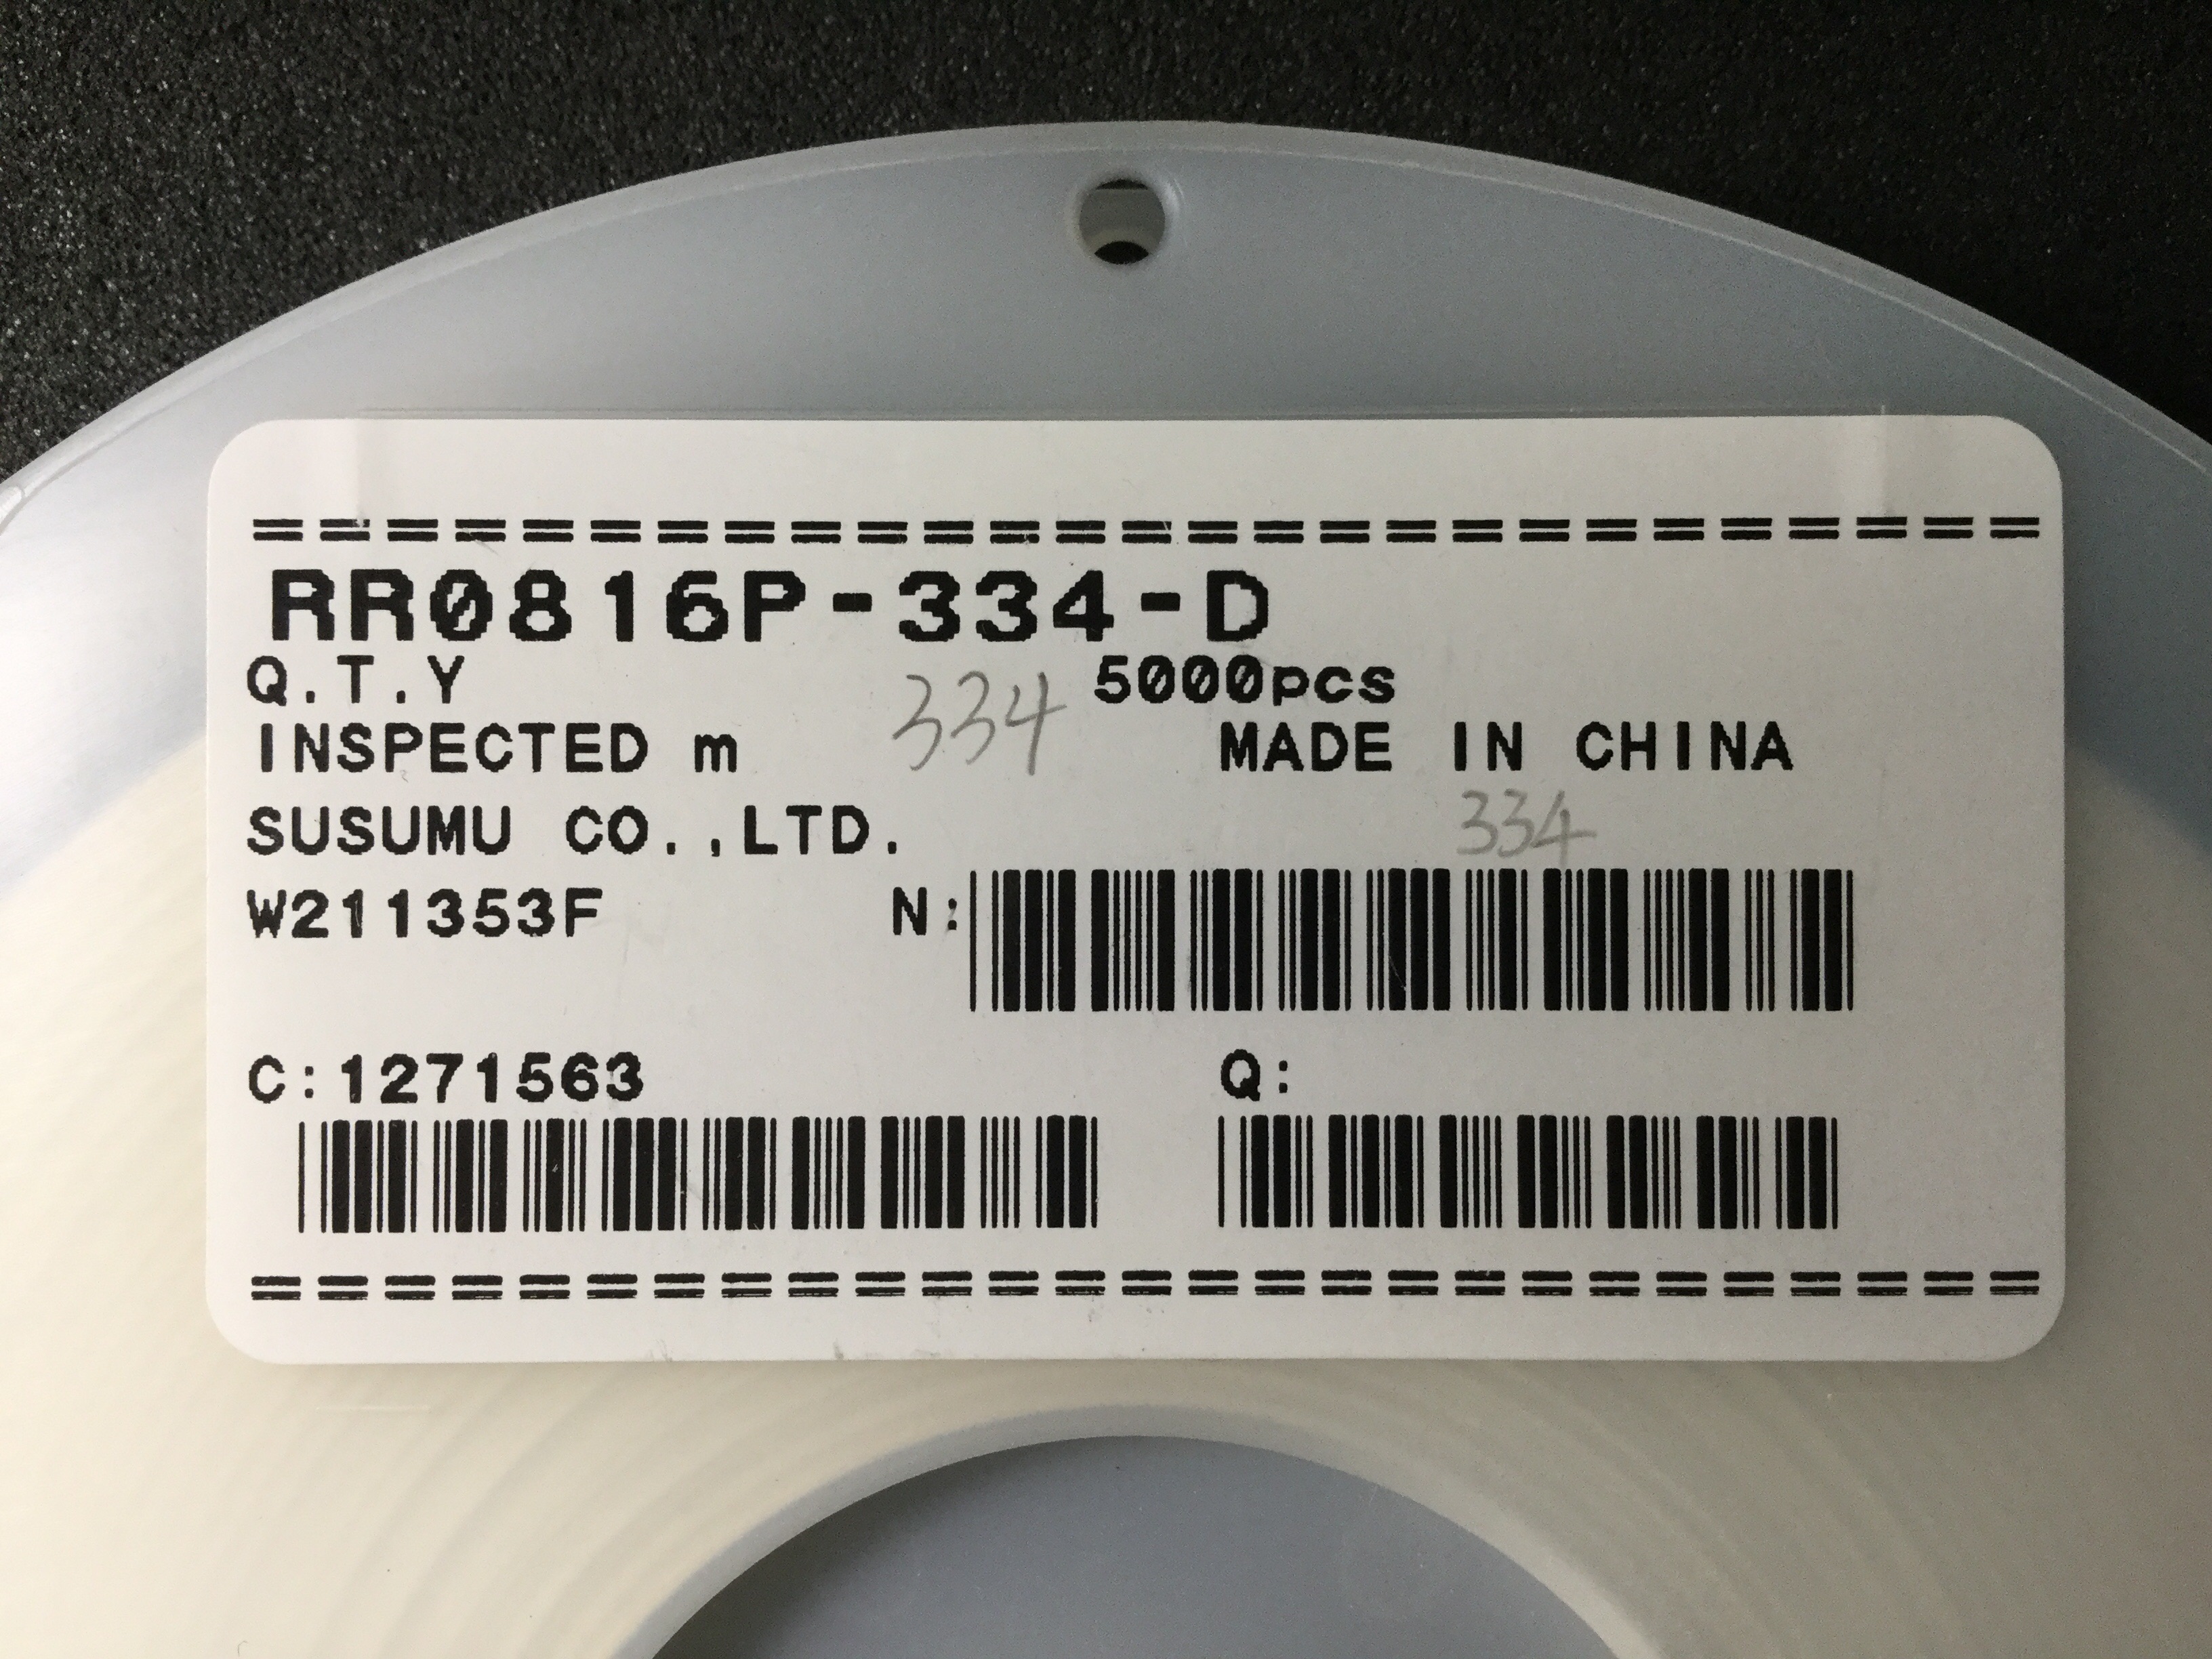 ==========================
RR0816P-334-D
Q.T.Y 334 5000pcs
INSPECTED m MADE IN CHINA
334
SUSUMU CO.,LTD.
W211353F N:
C:1271563 Q:
==========================